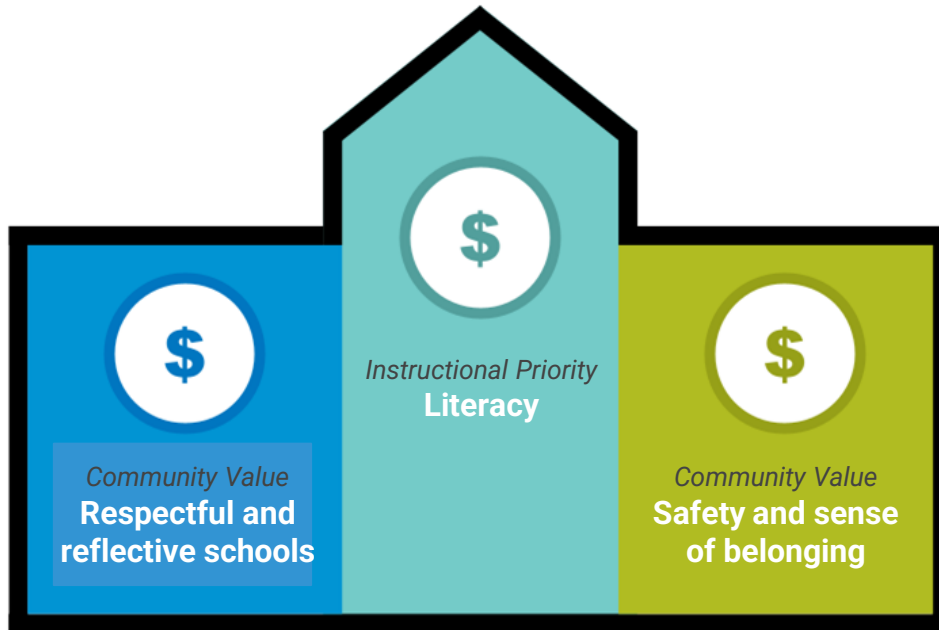 $
Community Value
Respectful and
reflective schools
$
Instructional Priority
Literacy
$
Community Value
Safety and sense
of belonging